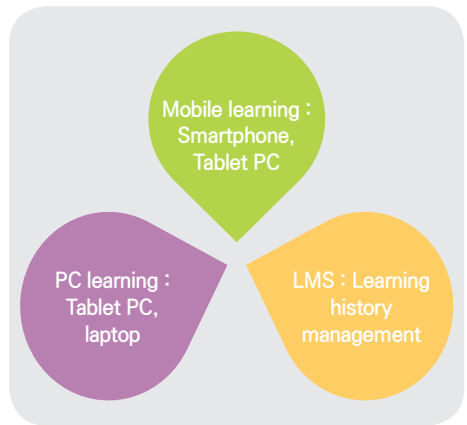 Mobile learning :
Smartphone,
Tablet PC
PC learning :
Tablet PC,
laptop
LMS : Learning
history
management